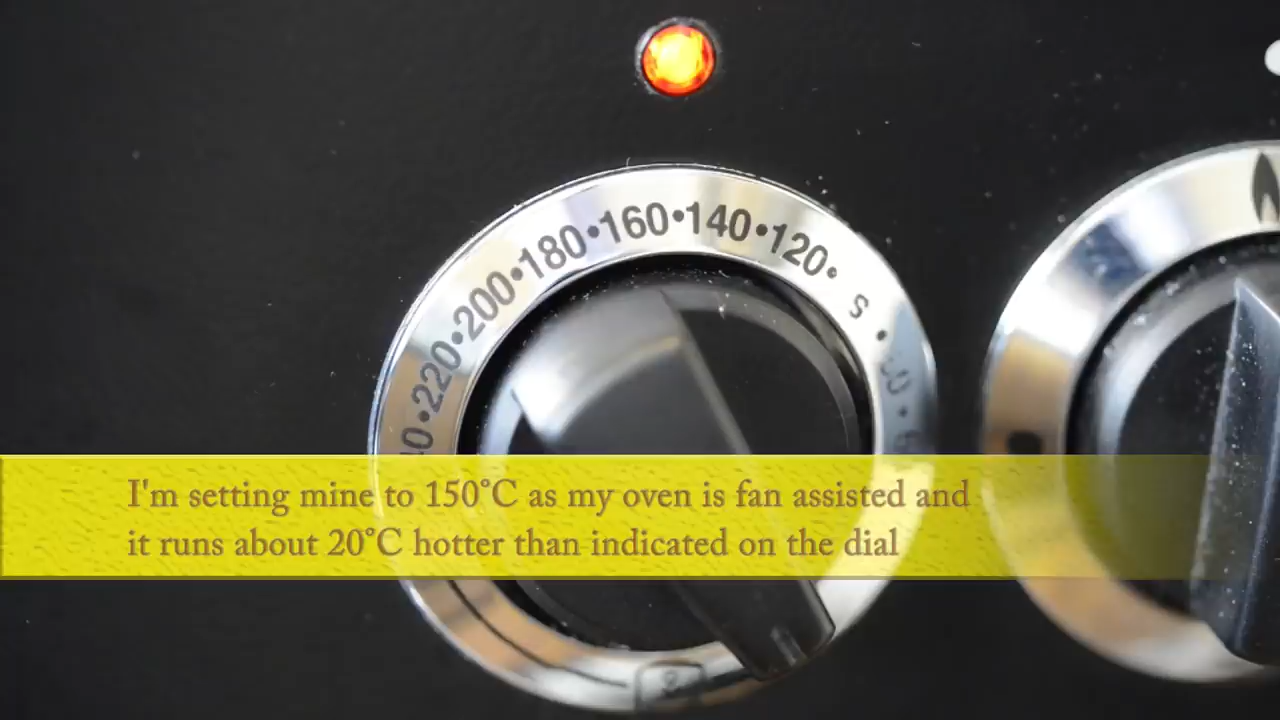 220•200•180•160•140•120• S
I'm setting mine to 150°C as my oven is fan assisted and
it runs about 20°C hotter than indicated on the dial